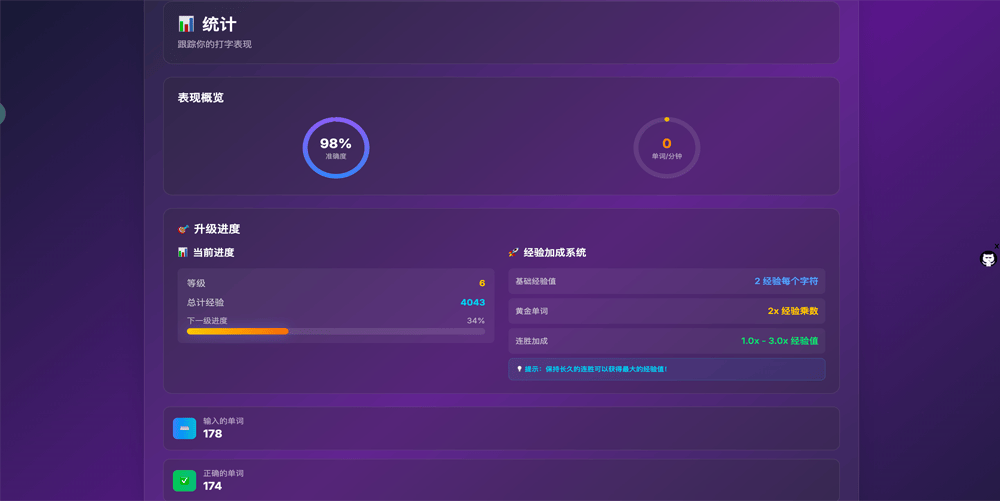 统计
跟踪你的打字表现
表现概览
98%
准确度
0
单词/分钟
升级进度
当前进度
等级
6
总计经验
4043
下一级进度
34%
经验加成系统
基础经验值
2 经验每个字符
黄金单词
2x 经验乘数
连胜加成
1.0x - 3.0x 经验值
提示：保持长久的连胜可以获得最大的经验值！
输入的单词
178
正确的单词
174
x